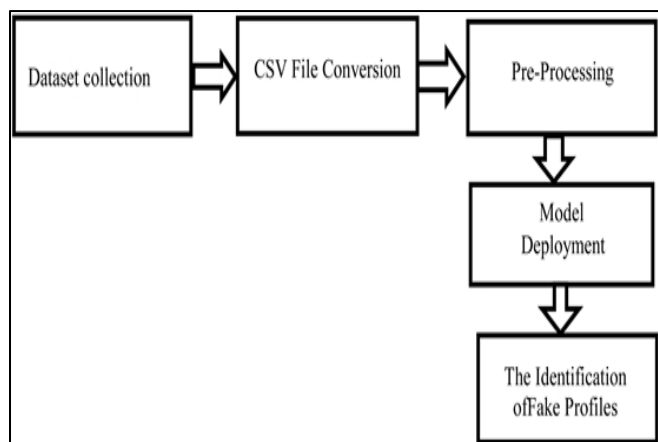 Dataset collection
CSV File Conversion
Pre-Processing
Model
Deployment
The Identification
ofFake Profiles